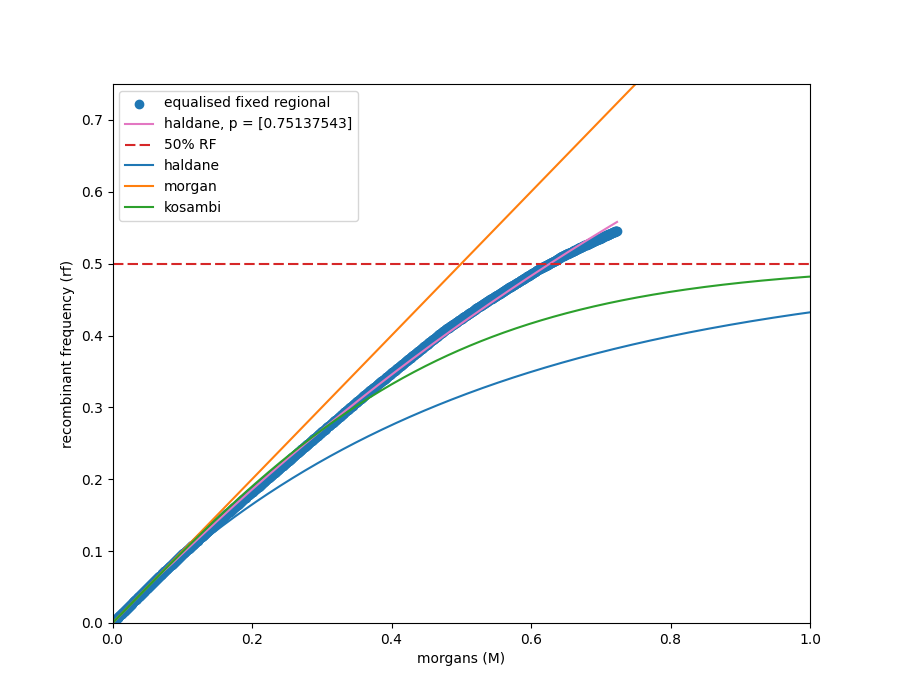 equalised fixed regional
haldane, p = [0.75137543]
50% RF
haldane
morgan
kosambi
recombinant frequency (rf)
0.7
0.6
0.5
0.4
0.3
0.2
0.1
0.0
0.0 0.2 0.4 0.6 0.8 1.0
morgans (M)